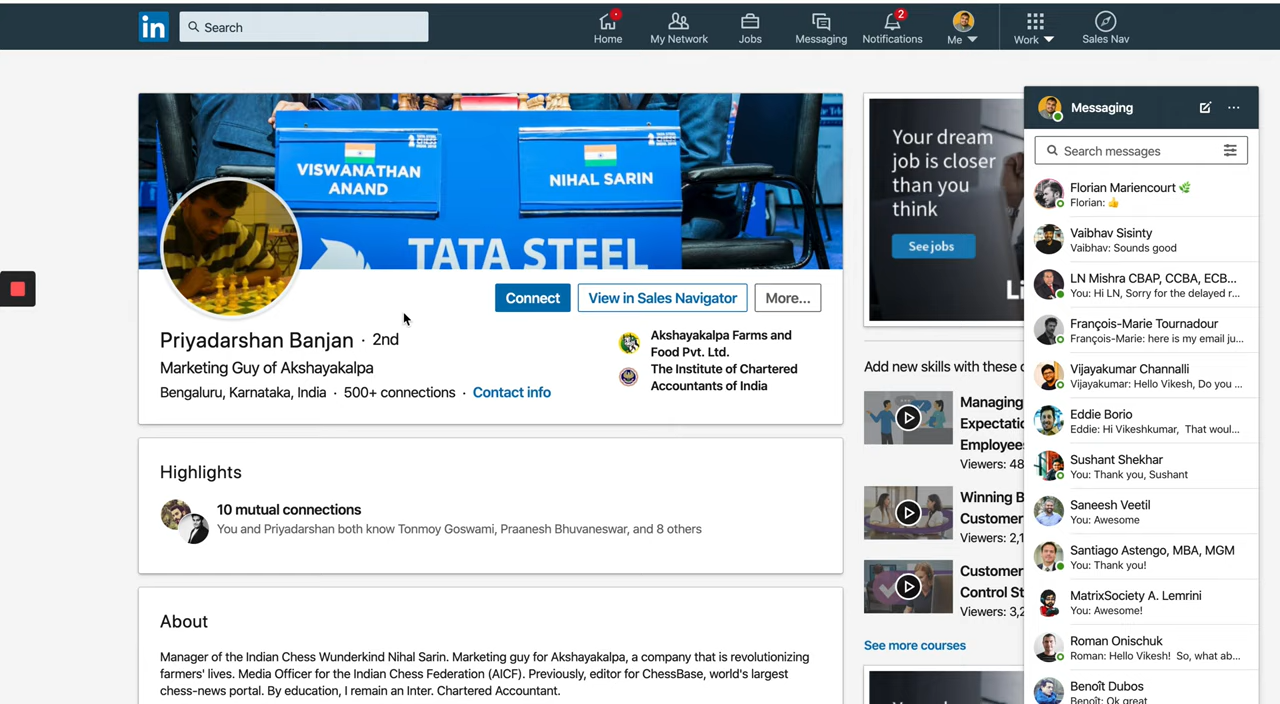 in
Search
Home
My Network
Jobs
Messaging
2
Notifications
Me
Work
Sales Nav
VISWANATHAN
ANAND
NIHAL SARIN
TATA STEEL
Connect
View in Sales Navigator
More...
Priyadarshan Banjan · 2nd
Marketing Guy of Akshayakalpa
Bengaluru, Karnataka, India · 500+ connections · Contact info
Akshayakalpa Farms and
Food Pvt. Ltd.
The Institute of Chartered
Accountants of India
Highlights
10 mutual connections
You and Priyadarshan both know Tonmoy Goswami, Praanesh Bhuvaneswar, and 8 others
About
Manager of the Indian Chess Wunderkind Nihal Sarin. Marketing guy for Akshayakalpa, a company that is revolutionizing
farmers' lives. Media Officer for the Indian Chess Federation (AICF). Previously, editor for ChessBase, world's largest
chess-news portal. By education, I remain an Inter. Chartered Accountant.
Your dream
job is closer
than you
think
See jobs
Li
Add new skills with these c
Managing
Expectatio
Employee
Viewers: 48
Winning B
Customer
Viewers: 2,1
Customer
Control St
Viewers: 3,2
See more courses
Messaging
Search messages
Florian Mariencourt 🌿
Florian: 👍
Vaibhav Sisinty
Vaibhav: Sounds good
LN Mishra CBAP, CCBA, ECB...
You: Hi LN, Sorry for the delayed r...
François-Marie Tournadour
François-Marie: here is my email ju...
Vijayakumar Channalli
Vijayakumar: Hello Vikesh, Do you ...
Eddie Borio
Eddie: Hi Vikeshkumar, That woul...
Sushant Shekhar
You: Thank you, Sushant
Saneesh Veetil
You: Awesome
Santiago Astengo, MBA, MGM
You: Thank you!
MatrixSociety A. Lemrini
You: Awesome!
Roman Onischuk
Roman: Hello Vikesh! So, what ab...
Benoît Dubos
Benoît: Ok great